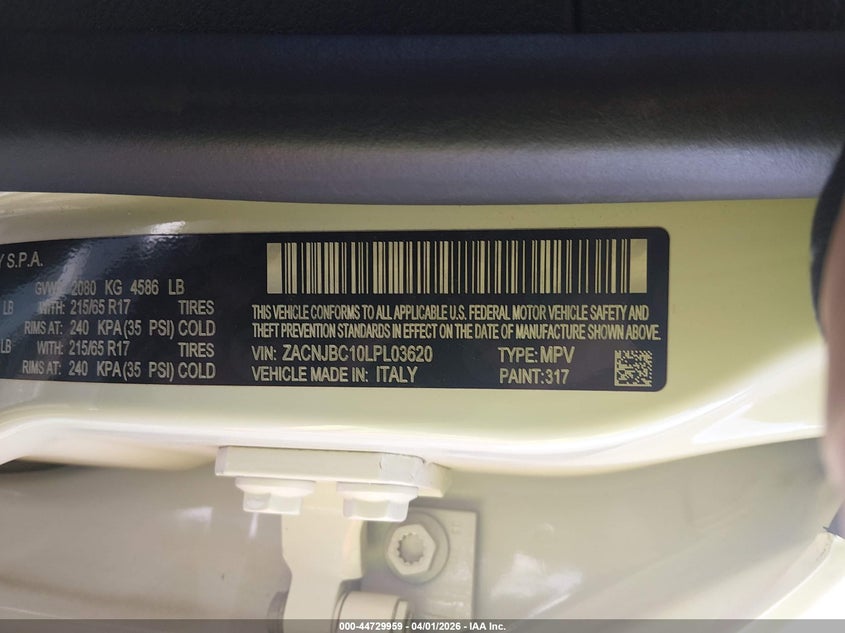 Y S.P.A.
GVWR 2080 KG 4586 LB
LB WITH: 215/65 R17 TIRES
RIMS AT: 240 KPA(35 PSI) COLD
LB WITH: 215/65 R17 TIRES
RIMS AT: 240 KPA(35 PSI) COLD
THIS VEHICLE CONFORMS TO ALL APPLICABLE U.S. FEDERAL MOTOR VEHICLE SAFETY AND
THEFT PREVENTION STANDARDS IN EFFECT ON THE DATE OF MANUFACTURE SHOWN ABOVE.
VIN: ZACNJBC10LPL03620 TYPE: MPV
VEHICLE MADE IN: ITALY PAINT: 317
000-44729959 - 04/01/2026 - IAA Inc.